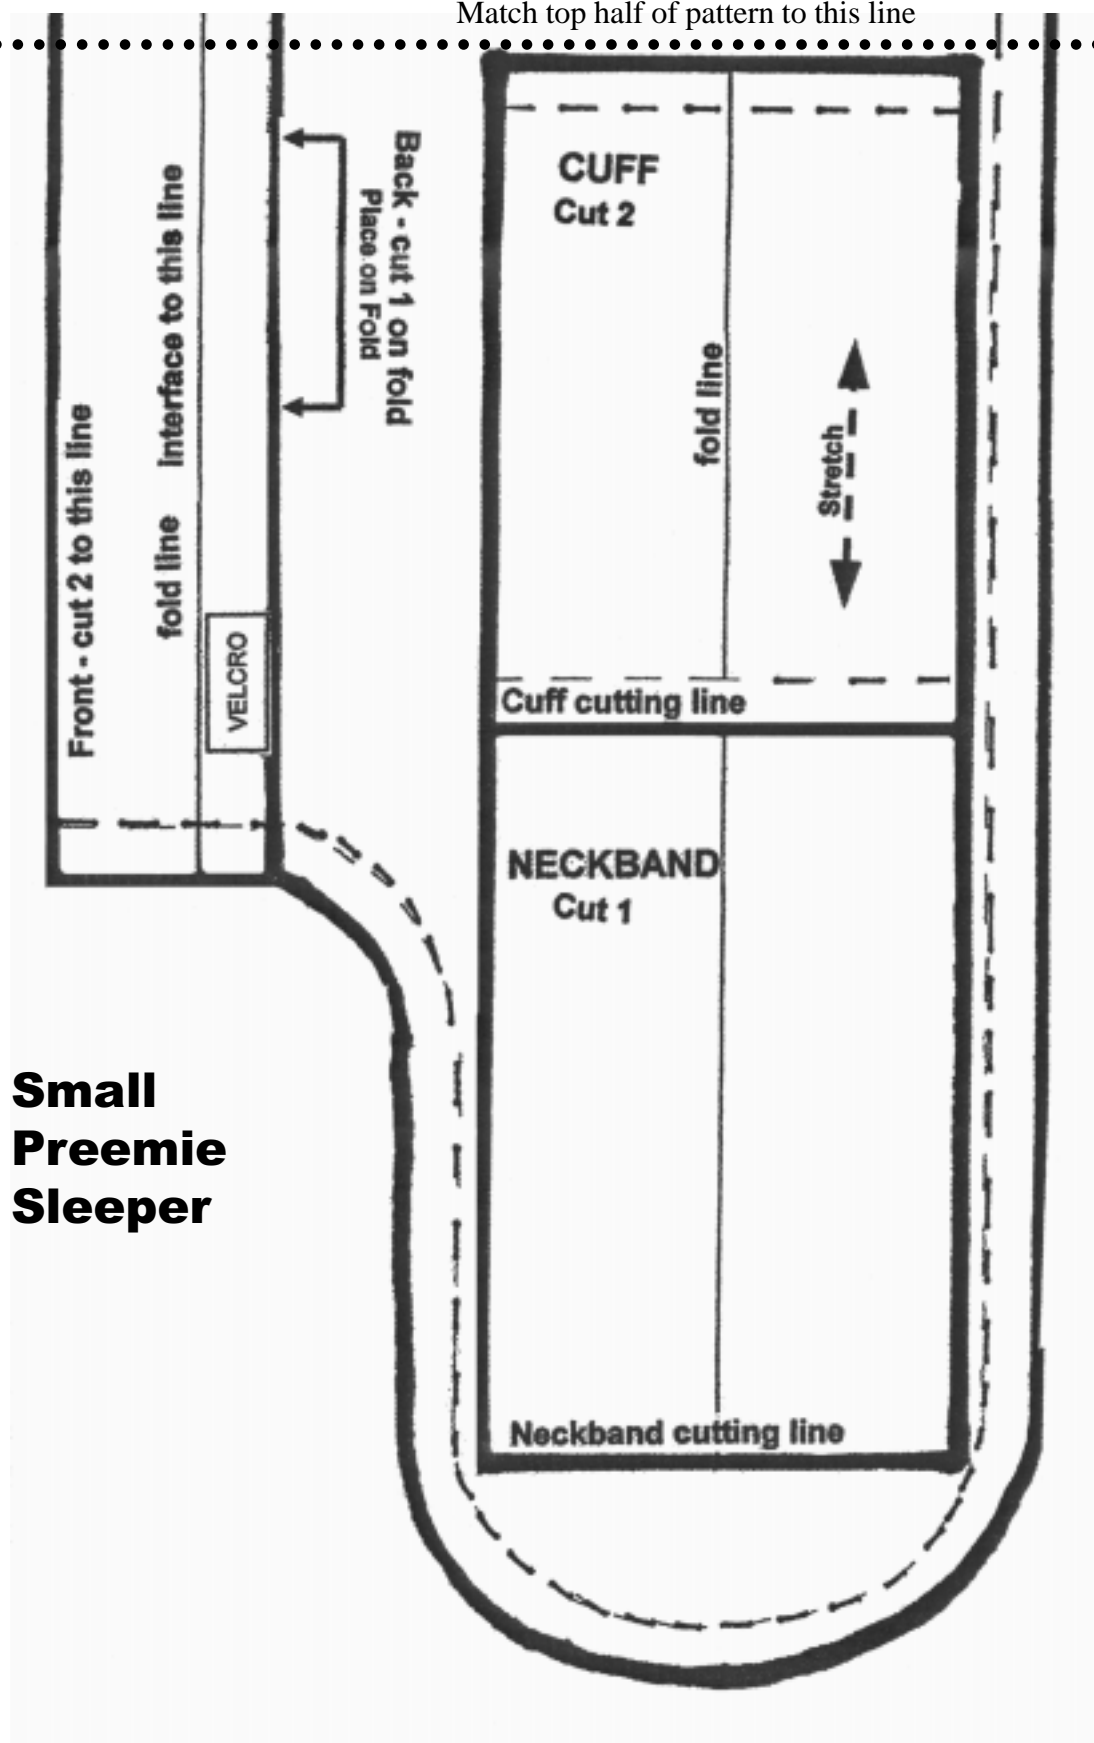 Match top half of pattern to this line
CUFF
Cut 2
Back - cut 1 on fold
Place on Fold
interface to this line
fold line
Front - cut 2 to this line
VELCRO
fold line
Stretch
Cuff cutting line
NECKBAND
Cut 1
Small
Preemie
Sleeper
Neckband cutting line